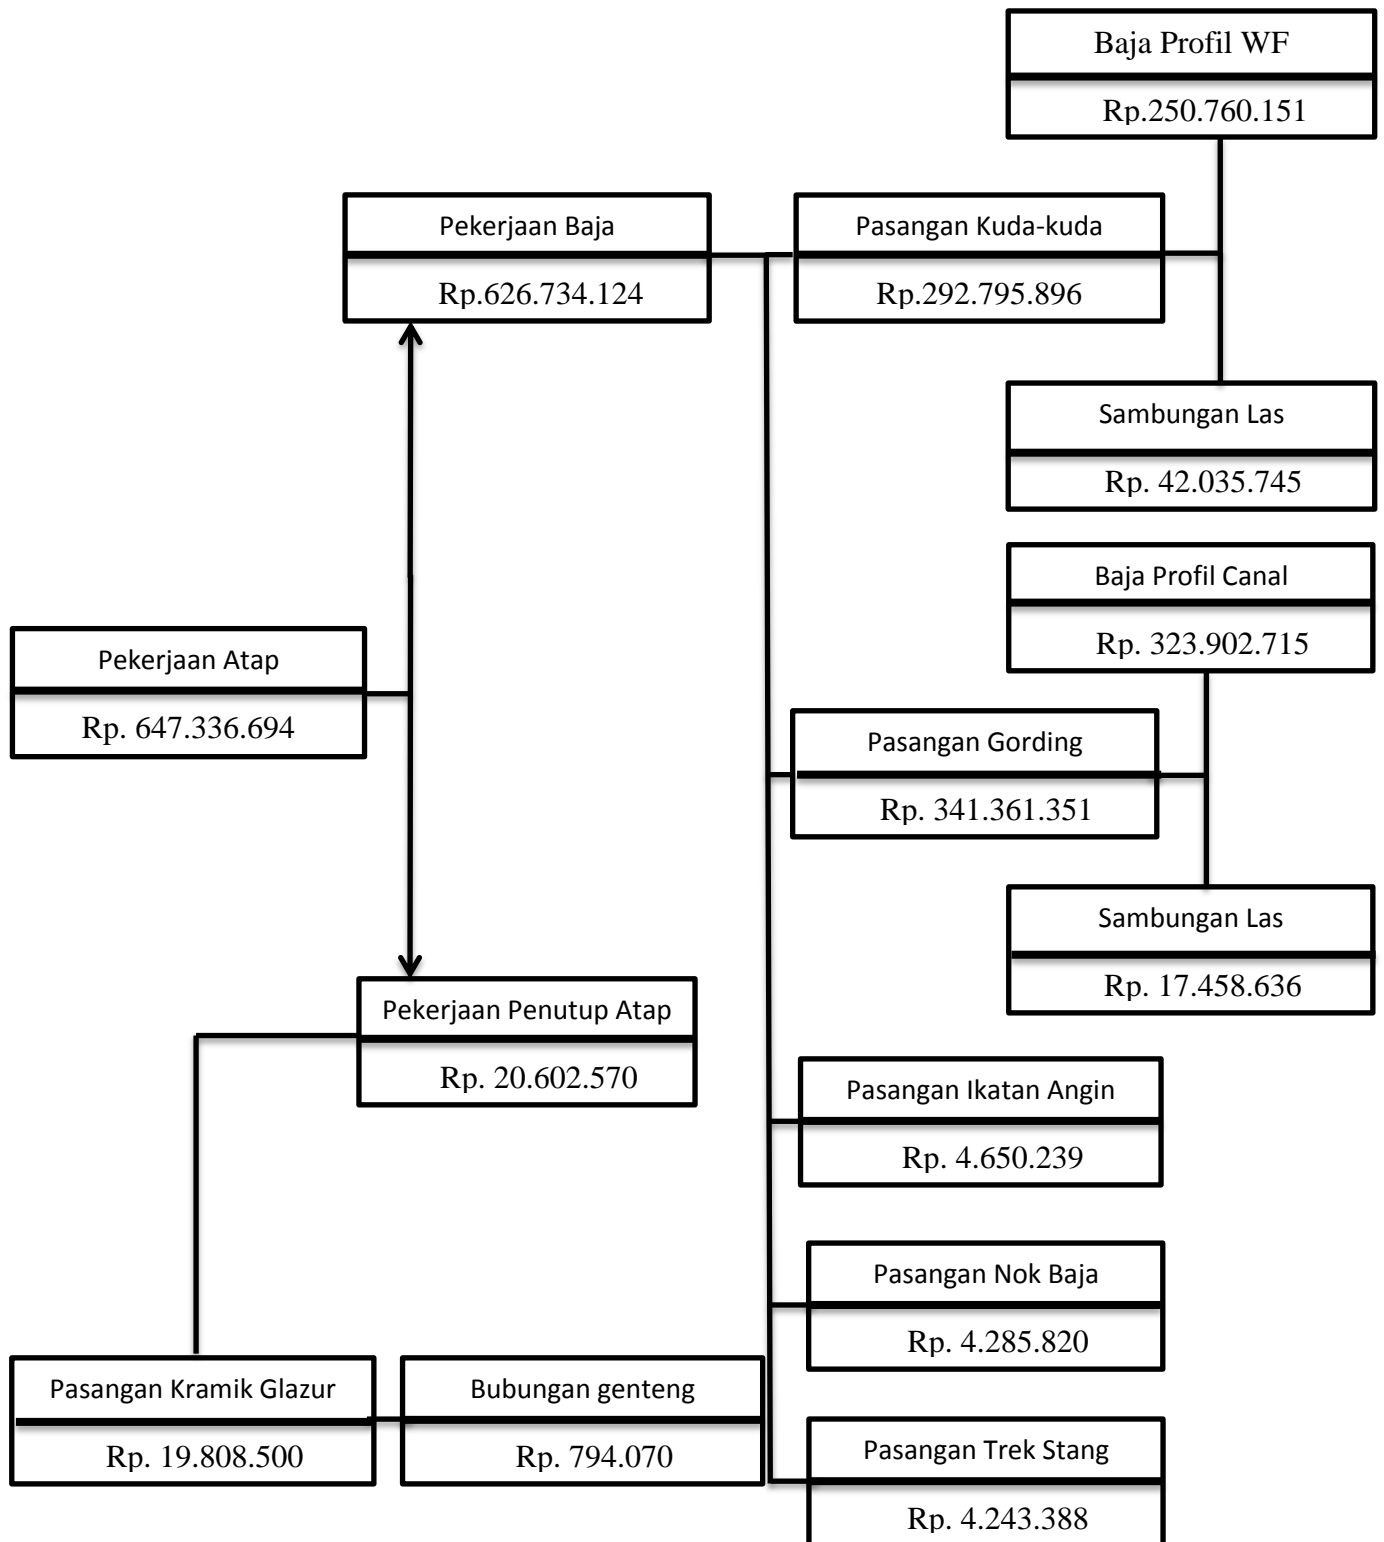 Baja Profil WF
Rp.250.760.151
Pekerjaan Baja
Rp.626.734.124
Pasangan Kuda-kuda
Rp.292.795.896
Sambungan Las
Rp. 42.035.745
Baja Profil Canal
Rp. 323.902.715
Pekerjaan Atap
Rp. 647.336.694
Pasangan Gording
Rp. 341.361.351
Sambungan Las
Rp. 17.458.636
Pekerjaan Penutup Atap
Rp. 20.602.570
Pasangan Ikatan Angin
Rp. 4.650.239
Pasangan Nok Baja
Rp. 4.285.820
Pasangan Kramik Glazur
Rp. 19.808.500
Bubungan genteng
Rp. 794.070
Pasangan Trek Stang
Rp. 4.243.388